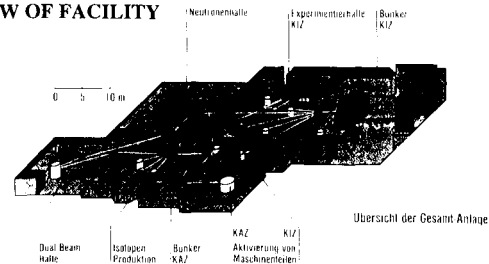 W OF FACILITY
Neutronenhalle
Experimentierhalle
KIZ
Bunker
KIZ
0 5 10 m
Übersicht der Gesamt-Anlage
Dual Beam
Halle
Isotopen
Produktion
Bunker
KAZ
KAZ KIZ
Aktivierung von
Maschinenteilen